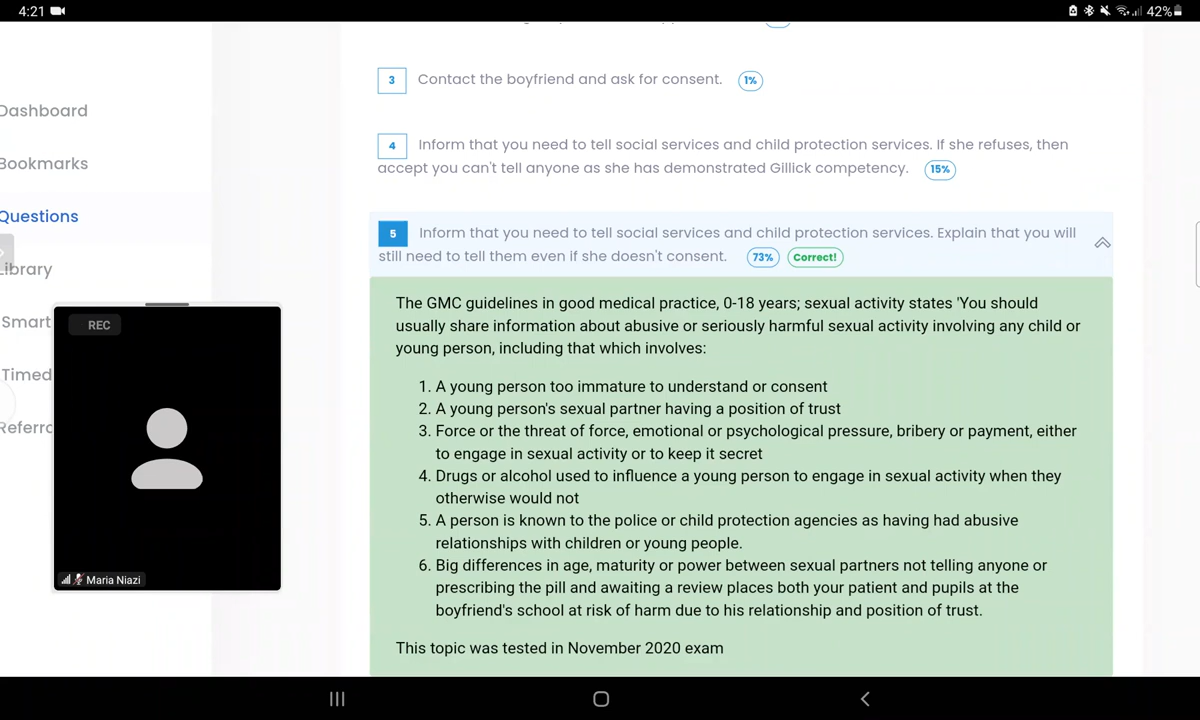 4:21
42%
Dashboard
Bookmarks
Questions
Library
Smart
Timed
Referra
3 Contact the boyfriend and ask for consent. 1%
4 Inform that you need to tell social services and child protection services. If she refuses, then
accept you can't tell anyone as she has demonstrated Gillick competency. 15%
5 Inform that you need to tell social services and child protection services. Explain that you will
still need to tell them even if she doesn't consent. 73% Correct!
The GMC guidelines in good medical practice, 0-18 years; sexual activity states 'You should
usually share information about abusive or seriously harmful sexual activity involving any child or
young person, including that which involves:
1. A young person too immature to understand or consent
2. A young person's sexual partner having a position of trust
3. Force or the threat of force, emotional or psychological pressure, bribery or payment, either
to engage in sexual activity or to keep it secret
4. Drugs or alcohol used to influence a young person to engage in sexual activity when they
otherwise would not
5. A person is known to the police or child protection agencies as having had abusive
relationships with children or young people.
6. Big differences in age, maturity or power between sexual partners not telling anyone or
prescribing the pill and awaiting a review places both your patient and pupils at the
boyfriend's school at risk of harm due to his relationship and position of trust.
This topic was tested in November 2020 exam
REC
Maria Niazi